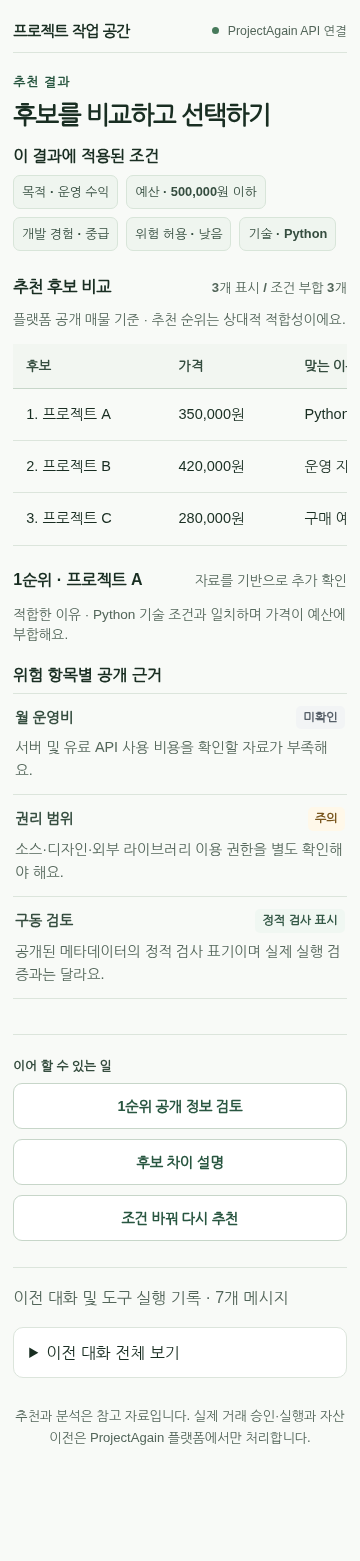 프로젝트 작업 공간
ProjectAgain API 연결
추천 결과
후보를 비교하고 선택하기
이 결과에 적용된 조건
목적 · 운영 수익
예산 · 500,000원 이하
개발 경험 · 중급
위험 허용 · 낮음
기술 · Python
추천 후보 비교
3개 표시 / 조건 부합 3개
플랫폼 공개 매물 기준 · 추천 순위는 상대적 적합성이에요.
후보 가격 맞는
1. 프로젝트 A 350,000원 Python
2. 프로젝트 B 420,000원 운영
3. 프로젝트 C 280,000원 구매
1순위 · 프로젝트 A
자료를 기반으로 추가 확인
적합한 이유 · Python 기술 조건과 일치하며 가격이 예산에
부합해요.
위험 항목별 공개 근거
월 운영비
미확인
서버 및 유료 API 사용 비용을 확인할 자료가 부족해
요.
권리 범위
주의
소스·디자인·외부 라이브러리 이용 권한을 별도 확인해
야 해요.
구동 검토
정적 검사 표시
공개된 메타데이터의 정적 검사 표기이며 실제 실행 검
증과는 달라요.
이어 할 수 있는 일
1순위 공개 정보 검토
후보 차이 설명
조건 바꿔 다시 추천
이전 대화 및 도구 실행 기록 · 7개 메시지
▶ 이전 대화 전체 보기
추천과 분석은 참고 자료입니다. 실제 거래 승인·실행과 자산
이전은 ProjectAgain 플랫폼에서만 처리합니다.